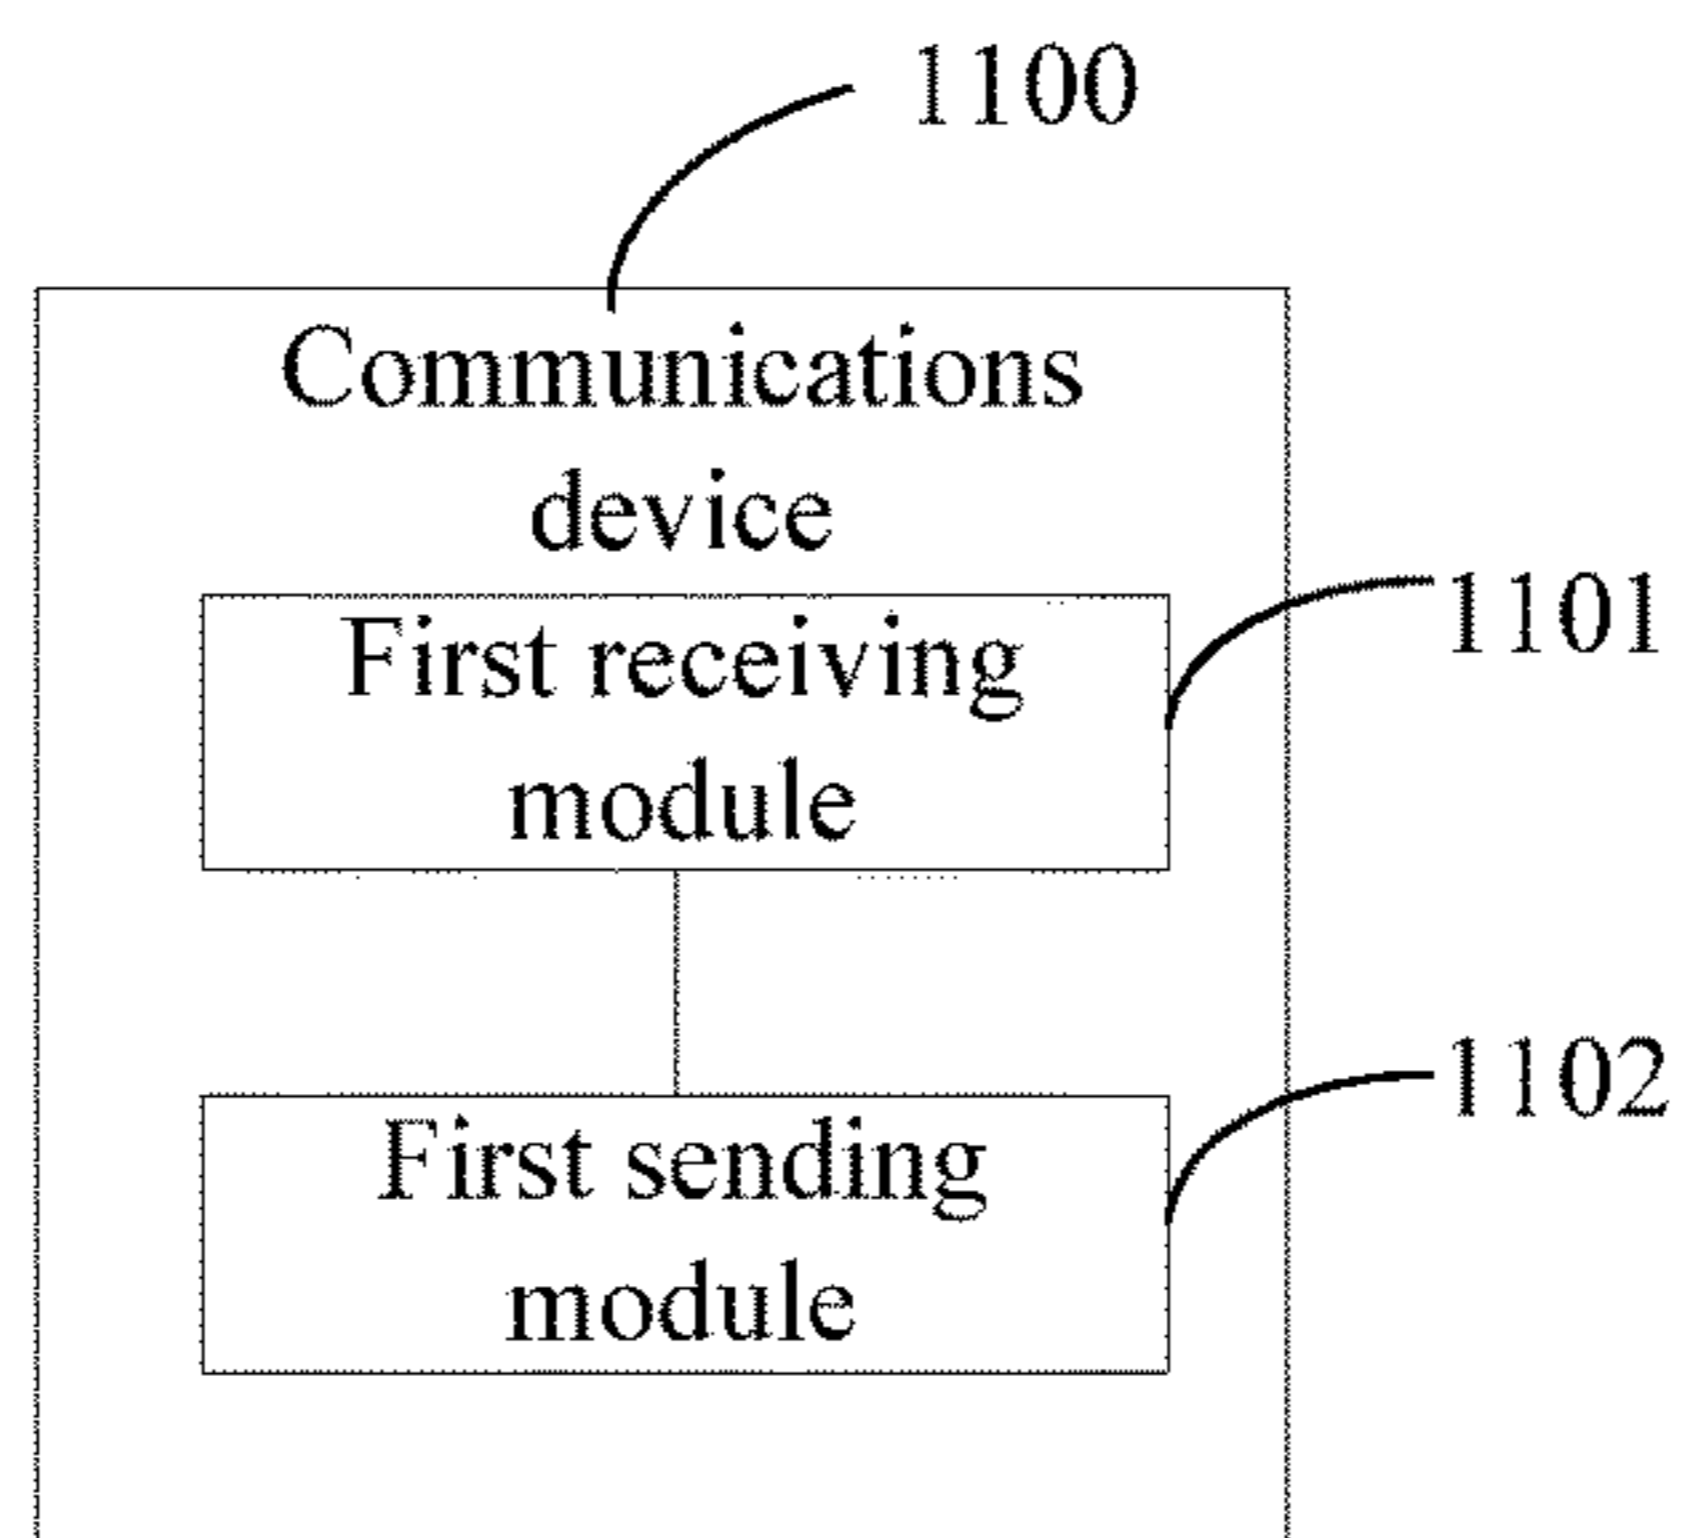 1100
Communications
device
First receiving
module
1101
First sending
module
1102